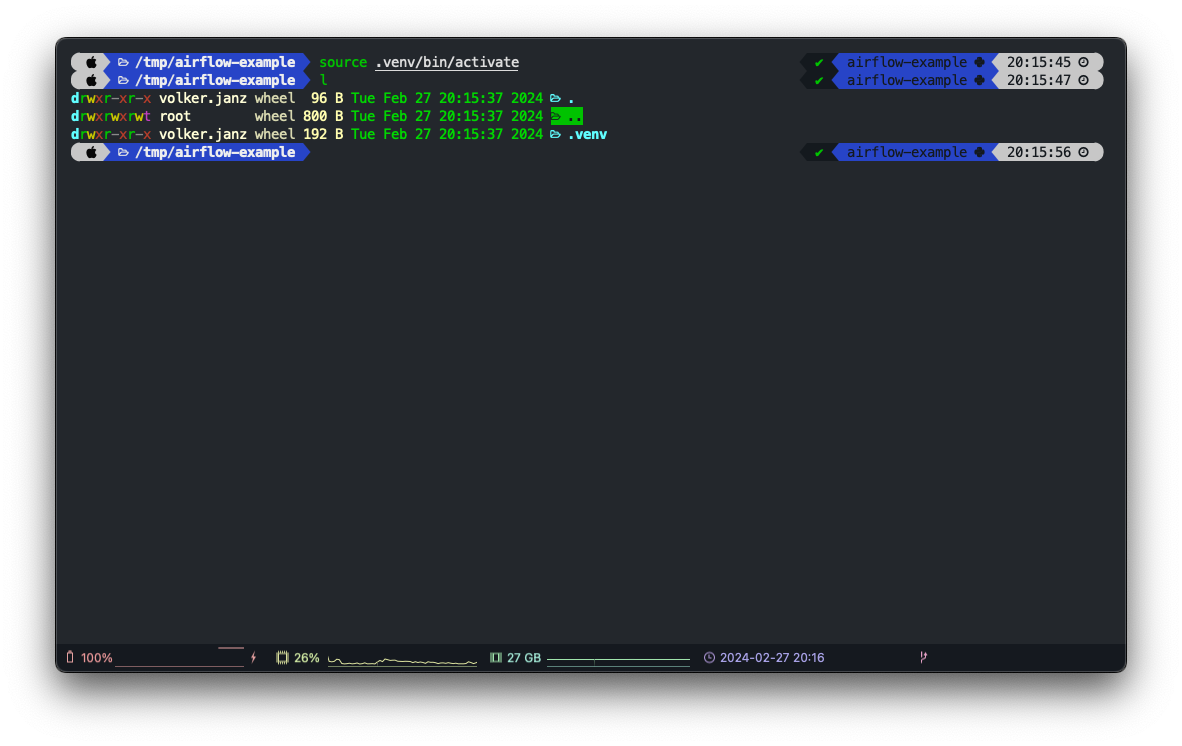 /tmp/airflow-example source .venv/bin/activate ✔ airflow-example 20:15:45
/tmp/airflow-example l ✔ airflow-example 20:15:47
drwxr-xr-x volker.janz wheel 96 B Tue Feb 27 20:15:37 2024 .
drwxrwxrwt root wheel 800 B Tue Feb 27 20:15:37 2024 ..
drwxr-xr-x volker.janz wheel 192 B Tue Feb 27 20:15:37 2024 .venv
/tmp/airflow-example ✔ airflow-example 20:15:56
100% 26% 27 GB 2024-02-27 20:16